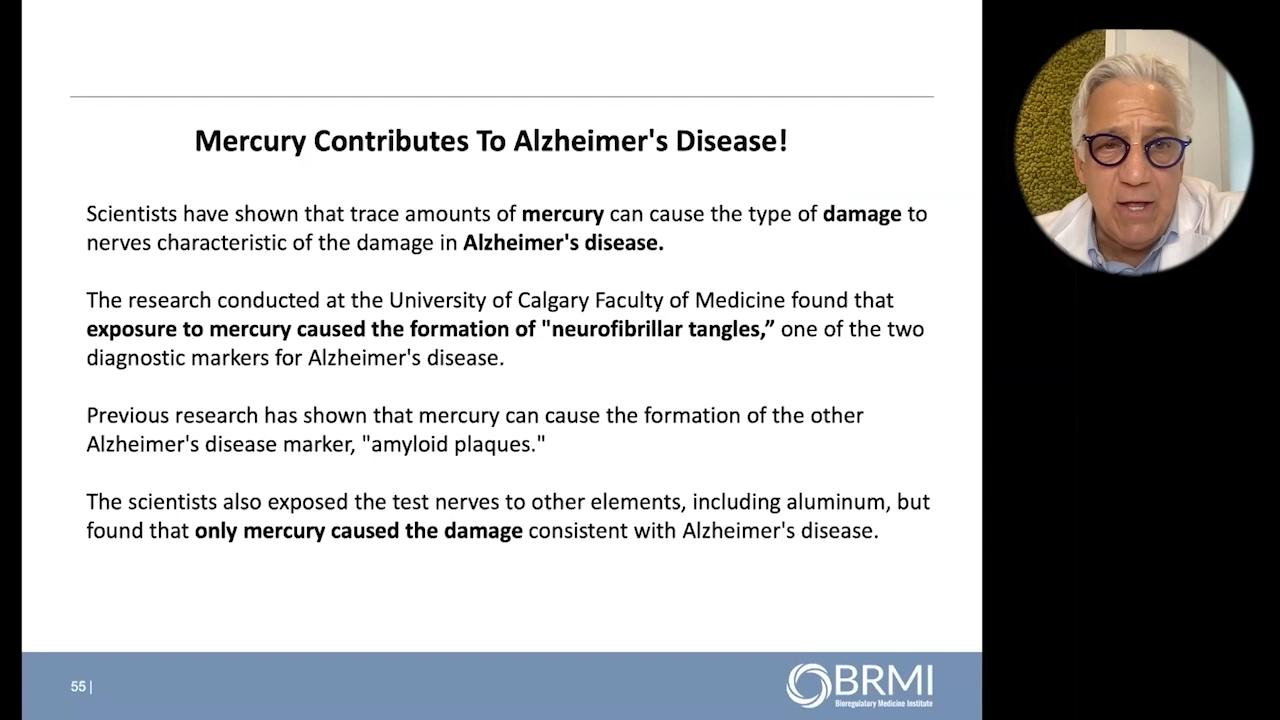 Mercury Contributes To Alzheimer's Disease!
Scientists have shown that trace amounts of mercury can cause the type of damage to
nerves characteristic of the damage in Alzheimer's disease.
The research conducted at the University of Calgary Faculty of Medicine found that
exposure to mercury caused the formation of "neurofibrillar tangles,” one of the two
diagnostic markers for Alzheimer's disease.
Previous research has shown that mercury can cause the formation of the other
Alzheimer's disease marker, "amyloid plaques."
The scientists also exposed the test nerves to other elements, including aluminum, but
found that only mercury caused the damage consistent with Alzheimer's disease.
55 |
BRMI
Bioregulatory Medicine Institute